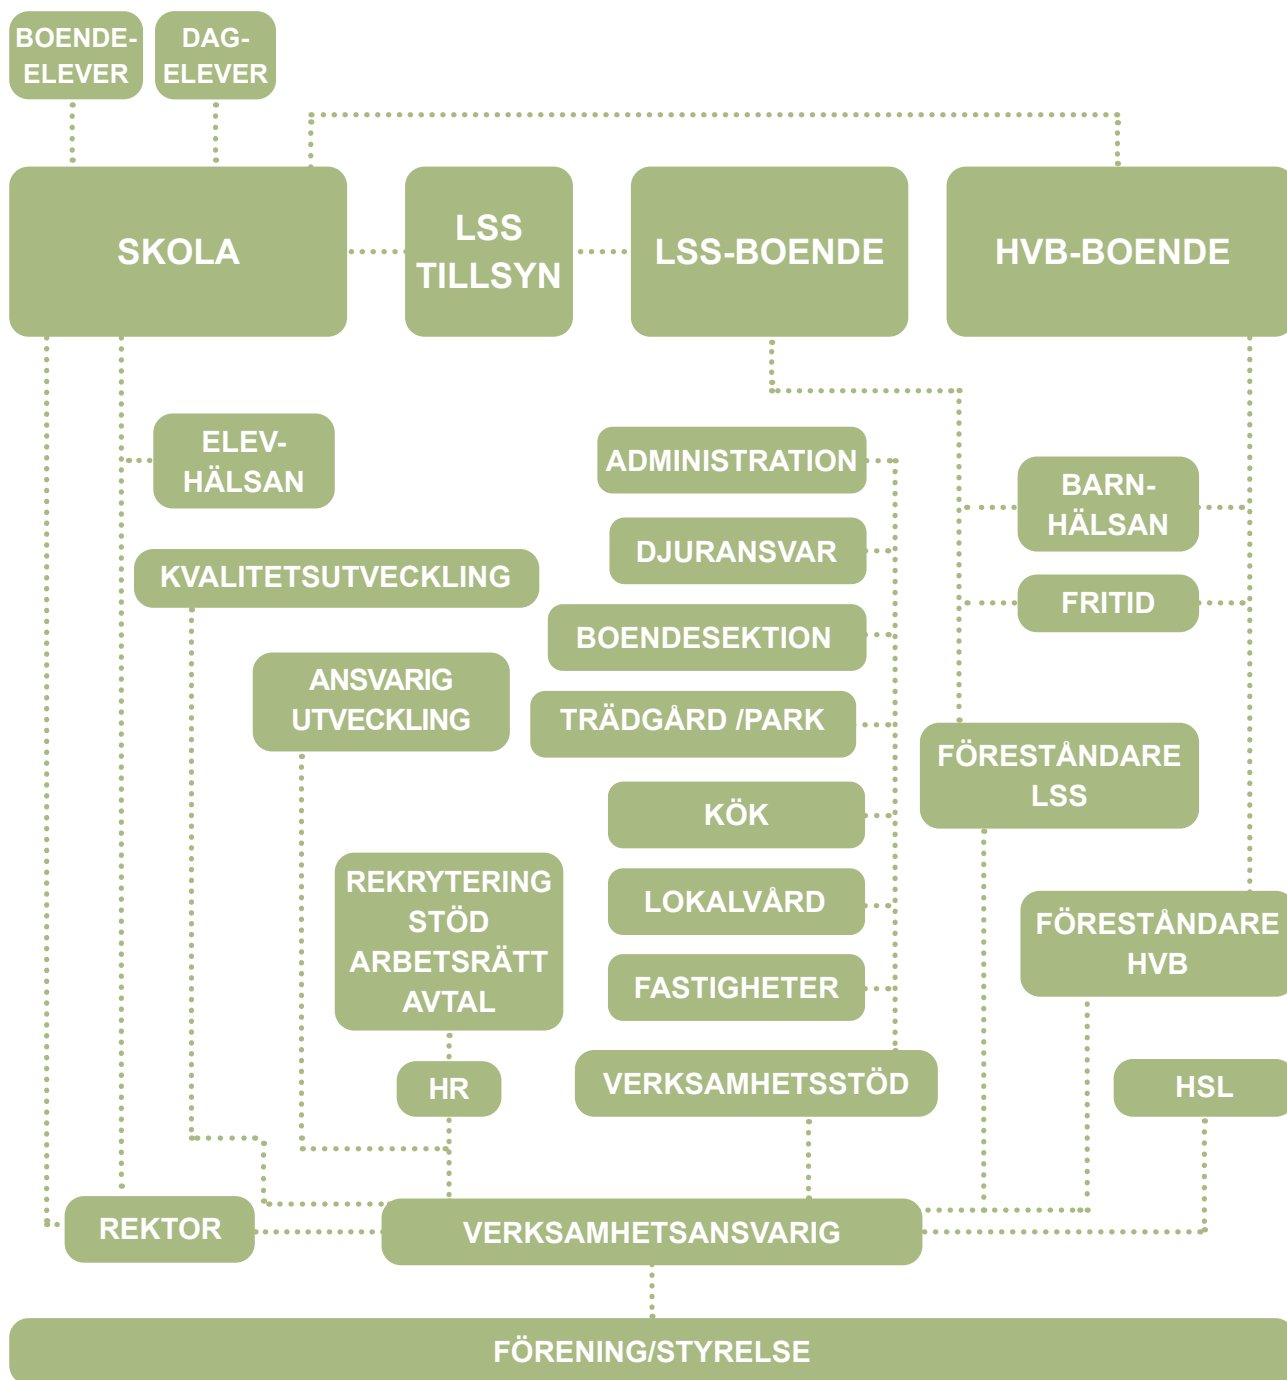 BOENDE-
ELEVER
DAG-
ELEVER
SKOLA
LSS
TILLSYN
LSS-BOENDE
HVB-BOENDE
ELEV-
HÄLSAN
ADMINISTRATION
BARN-
HÄLSAN
DJURANSVAR
KVALITETSUTVECKLING
FRITID
BOENDESEKTION
ANSVARIG
UTVECKLING
TRÄDGÅRD /PARK
FÖRESTÅNDARE
LSS
KÖK
REKRYTERING
STÖD
ARBETSRÄTT
AVTAL
LOKALVÅRD
FÖRESTÅNDARE
HVB
FASTIGHETER
HR
VERKSAMHETSSTÖD
HSL
REKTOR
VERKSAMHETSANSVARIG
FÖRENING/STYRELSE